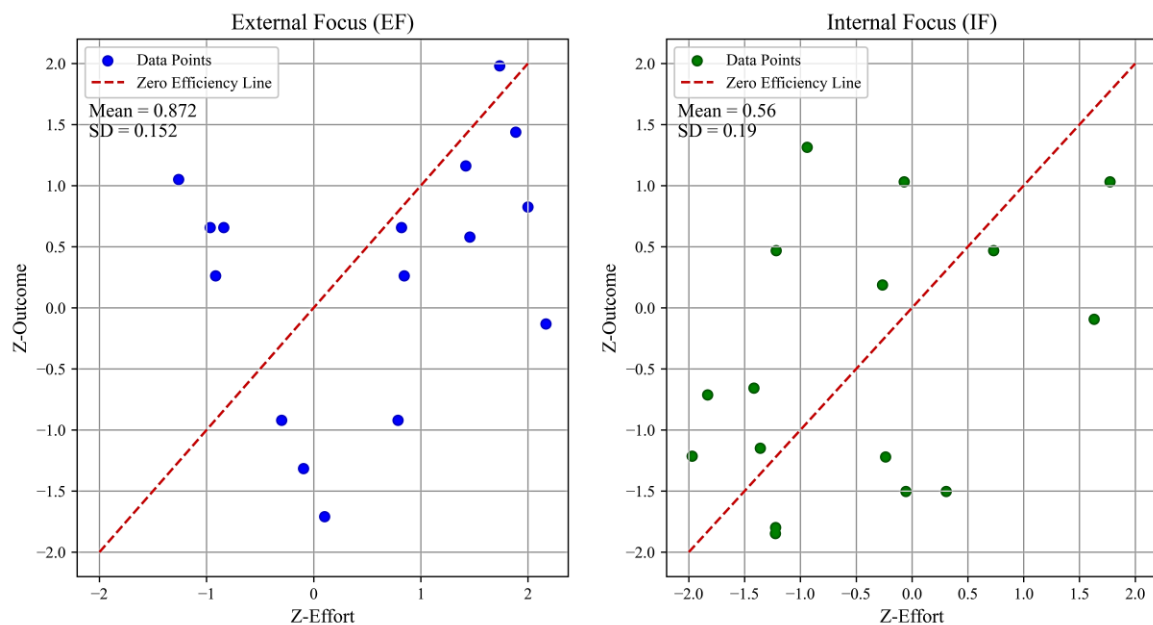 External Focus (EF)
Data Points
Zero Efficiency Line
Mean = 0.872
SD = 0.152
2.0
1.5
1.0
0.5
0.0
−0.5
−1.0
−1.5
−2.0
Z-Outcome
−2
−1
0
1
2
Z-Effort
Internal Focus (IF)
Data Points
Zero Efficiency Line
Mean = 0.56
SD = 0.19
2.0
1.5
1.0
0.5
0.0
−0.5
−1.0
−1.5
−2.0
Z-Outcome
−2.0
−1.5
−1.0
−0.5
0.0
0.5
1.0
1.5
2.0
Z-Effort